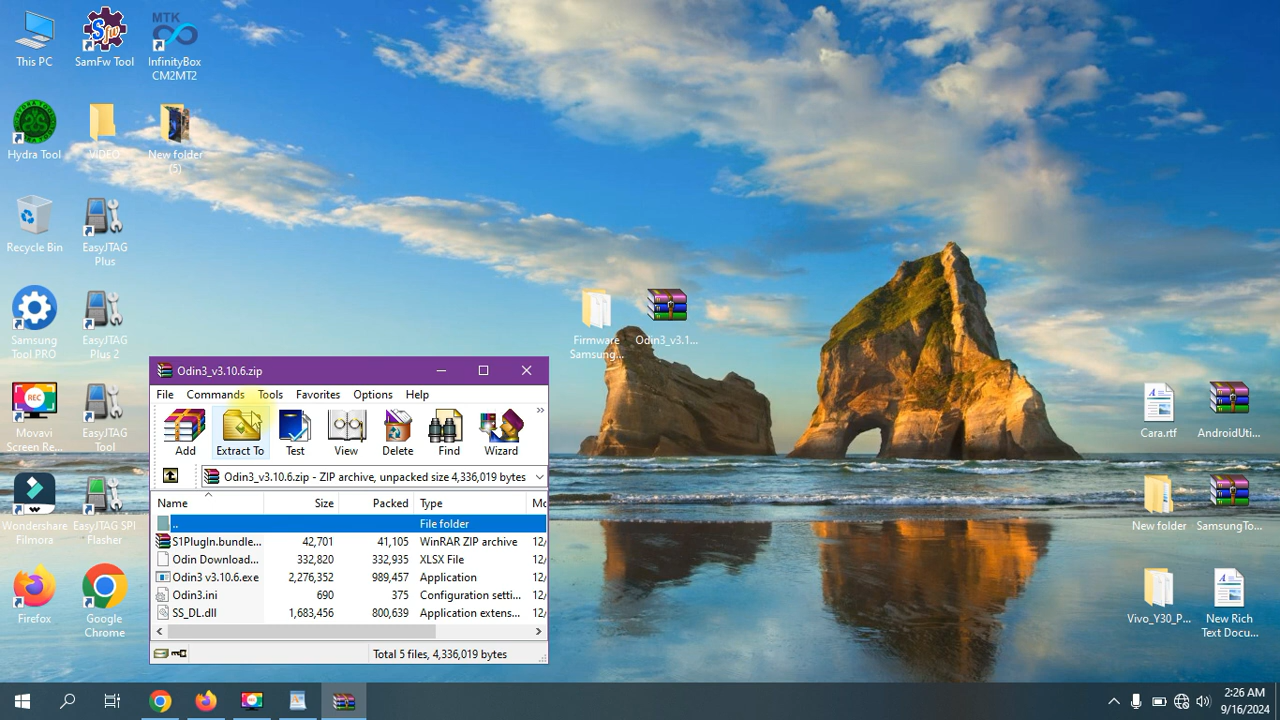 This PC
SamFw Tool
MTK
InfinityBox
CM2MT2
Hydra Tool
VIDEO
New folder
(5)
Recycle Bin
EasyJTAG
Plus
Samsung
Tool PRO
EasyJTAG
Plus 2
REC
Movavi
Screen Re...
EasyJTAG
Tool
Wondershare
Filmora
EasyJTAG SPI
Flasher
Firefox
Google
Chrome
Firmware
Samsung...
Odin3_v3.1...
Cara.rtf
AndroidUti...
New folder
SamsungTo...
Vivo_Y30_P...
New Rich
Text Docu...
Odin3_v3.10.6.zip
File Commands Tools Favorites Options Help
Add Extract To Test View Delete Find Wizard
Odin3_v3.10.6.zip - ZIP archive, unpacked size 4,336,019 bytes
Name Size Packed Type Mo
.. File folder
S1PlugIn.bundle... 42,701 41,105 WinRAR ZIP archive 12/
Odin Download... 332,820 332,935 XLSX File 12/
Odin3 v3.10.6.exe 2,276,352 989,457 Application 12/
Odin3.ini 690 375 Configuration setti... 12/
SS_DL.dll 1,683,456 800,639 Application extens... 12/
Total 5 files, 4,336,019 bytes
2:26 AM
9/16/2024